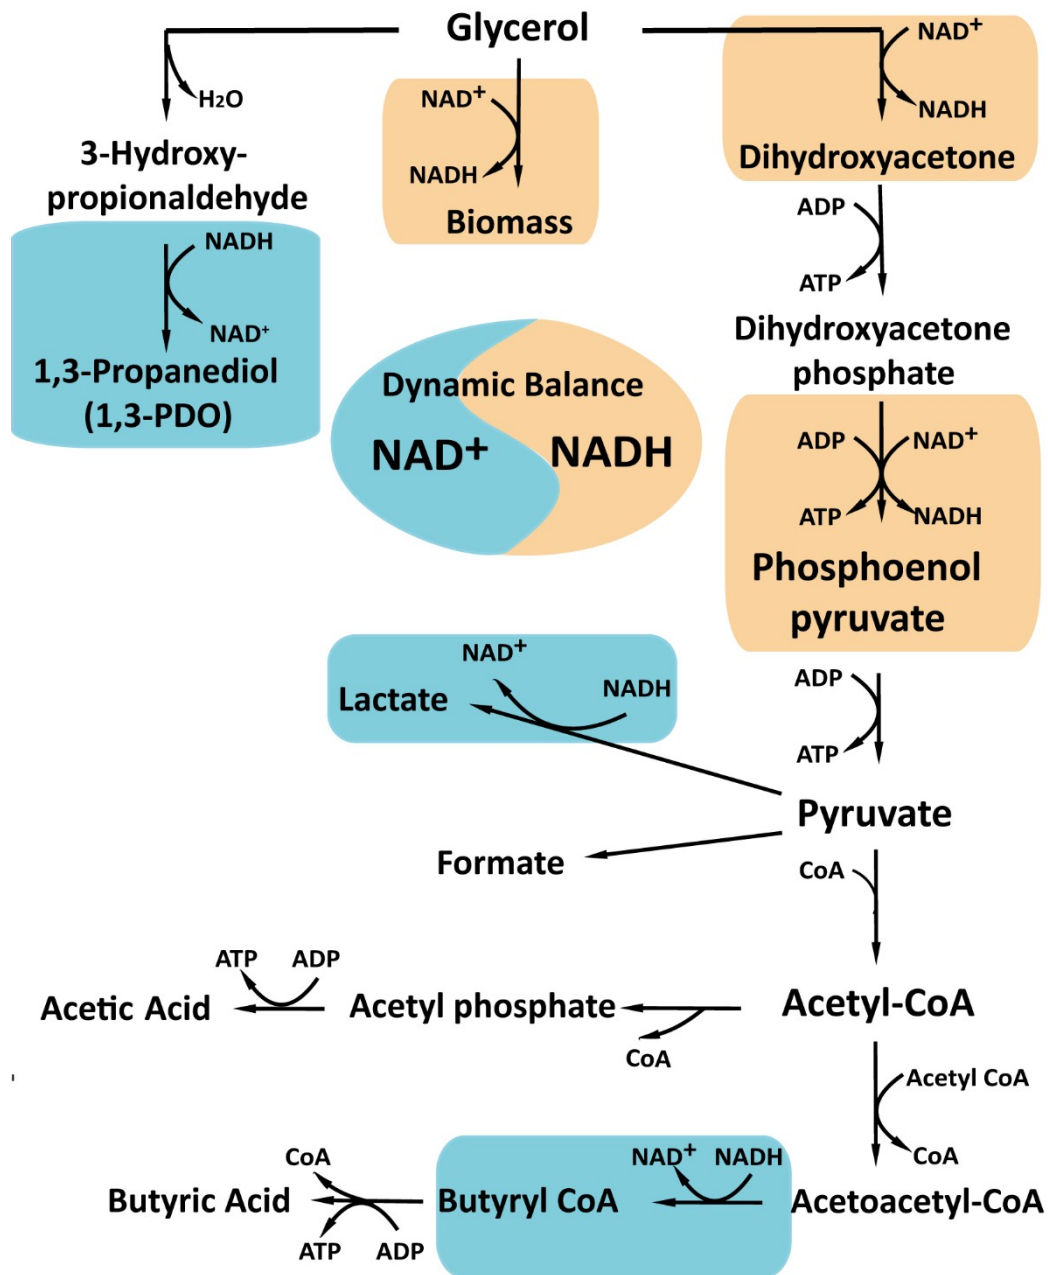 Glycerol
NAD+
H2O
NAD+
NADH
3-Hydroxy-
propionaldehyde
NADH
Biomass
Dihydroxyacetone
ADP
ATP
NADH
NAD+
1,3-Propanediol
(1,3-PDO)
Dynamic Balance
NAD+
NADH
Dihydroxyacetone
phosphate
ADP
NAD+
ATP
NADH
Phosphoenol
pyruvate
NAD+
NADH
Lactate
ADP
ATP
Pyruvate
Formate
CoA
ATP
ADP
Acetic Acid
Acetyl phosphate
CoA
Acetyl-CoA
Acetyl CoA
CoA
CoA
NAD+
NADH
Butyric Acid
Butyryl CoA
Acetoacetyl-CoA
ATP
ADP